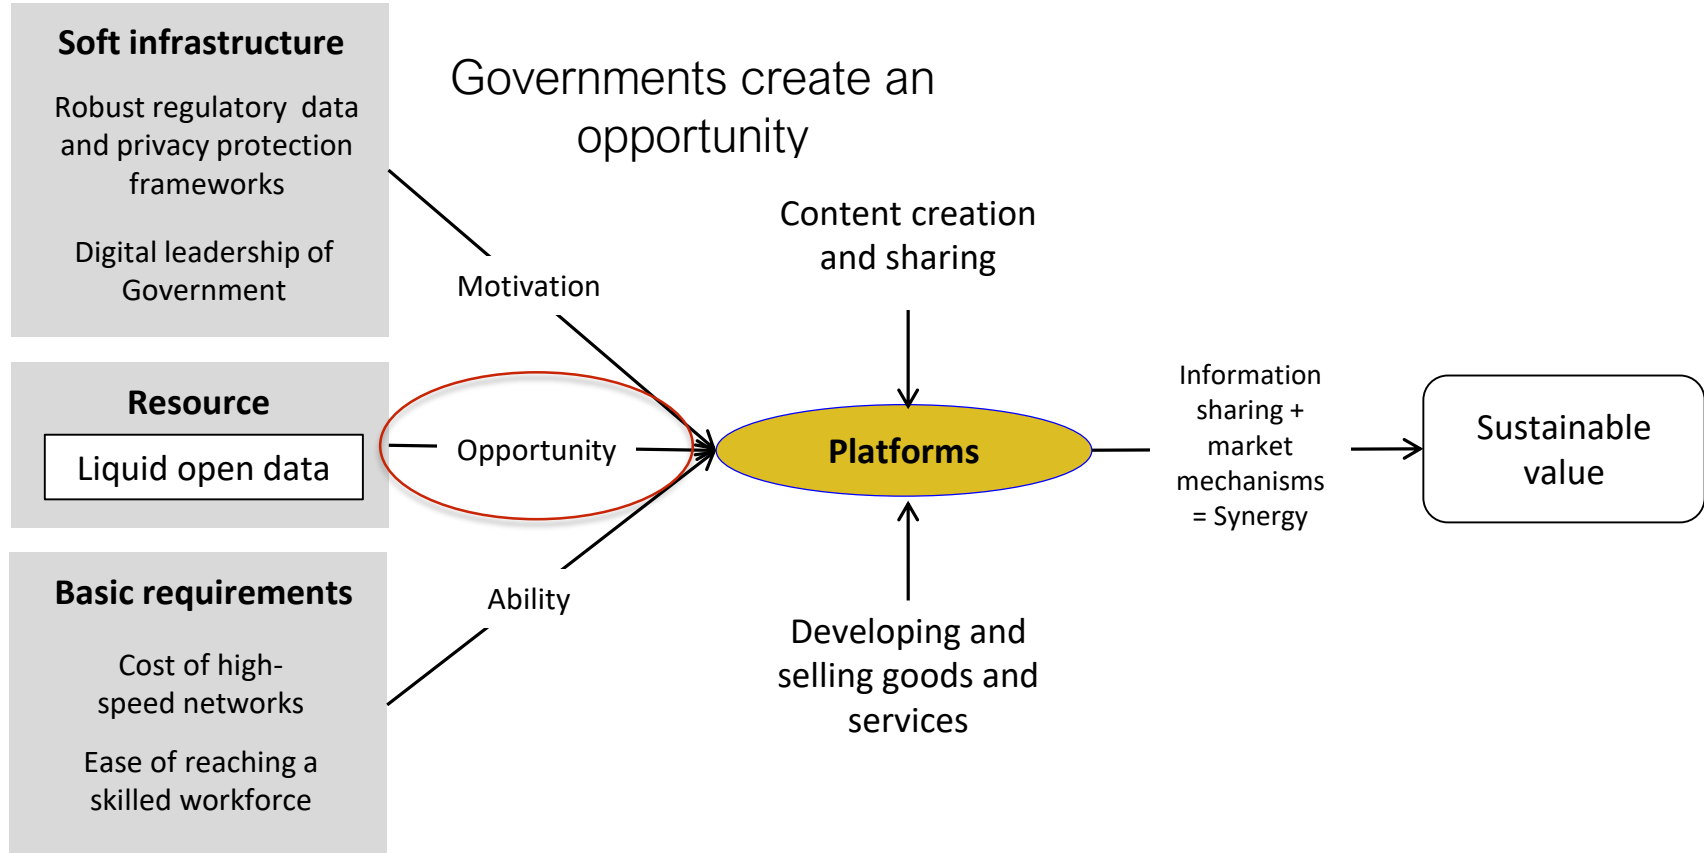 Soft infrastructure
Robust regulatory data
and privacy protection
frameworks
Digital leadership of
Government
Governments create an
opportunity
Content creation
and sharing
Motivation
Resource
Liquid open data
Opportunity
Platforms
Information
sharing +
market
mechanisms
= Synergy
Sustainable
value
Basic requirements
Cost of high-
speed networks
Ease of reaching a
skilled workforce
Ability
Developing and
selling goods and
services